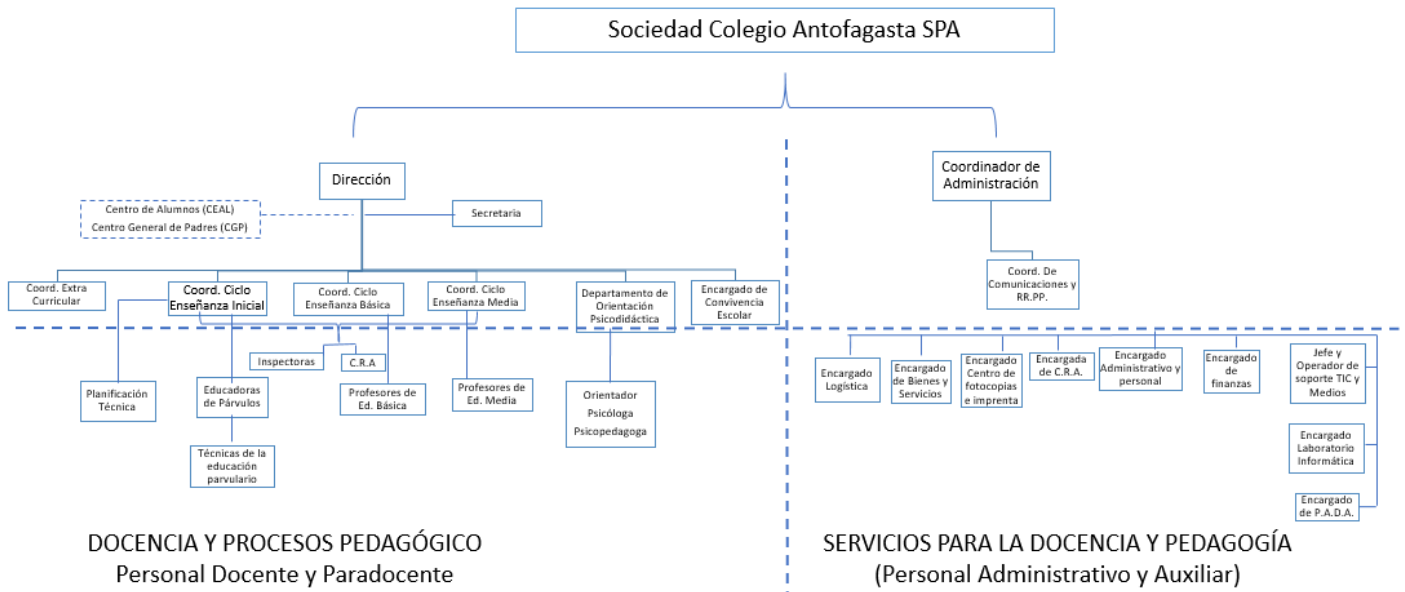 Sociedad Colegio Antofagasta SPA
Dirección
Coordinador de
Administración
Centro de Alumnos (CEAL)
Centro General de Padres (CGP)
Secretaria
Coord. De
Comunicaciones y
RR.PP.
Coord. Extra
Curricular
Coord. Ciclo
Enseñanza Inicial
Coord. Ciclo
Enseñanza Básica
Coord. Ciclo
Enseñanza Media
Departamento de
Orientación
Psicodidáctica
Encargado de
Convivencia
Escolar
Inspectoras
C.R.A
Planificación
Técnica
Educadoras
de Párvulos
Profesores de
Ed. Básica
Profesores de
Ed. Media
Orientador
Psicóloga
Psicopedagoga
Técnicas de la
educación
parvulario
Encargado
Logística
Encargado
de Bienes y
Servicios
Encargado
Centro de
fotocopias
e imprenta
Encargada
de C.R.A.
Encargado
Administrativo y
personal
Encargado
de
finanzas
Jefe y
Operador de
soporte TIC y
Medios
Encargado
Laboratorio
Informática
Encargado
de P.A.D.A.
DOCENCIA Y PROCESOS PEDAGÓGICO
Personal Docente y Paradocente
SERVICIOS PARA LA DOCENCIA Y PEDAGOGÍA
(Personal Administrativo y Auxiliar)